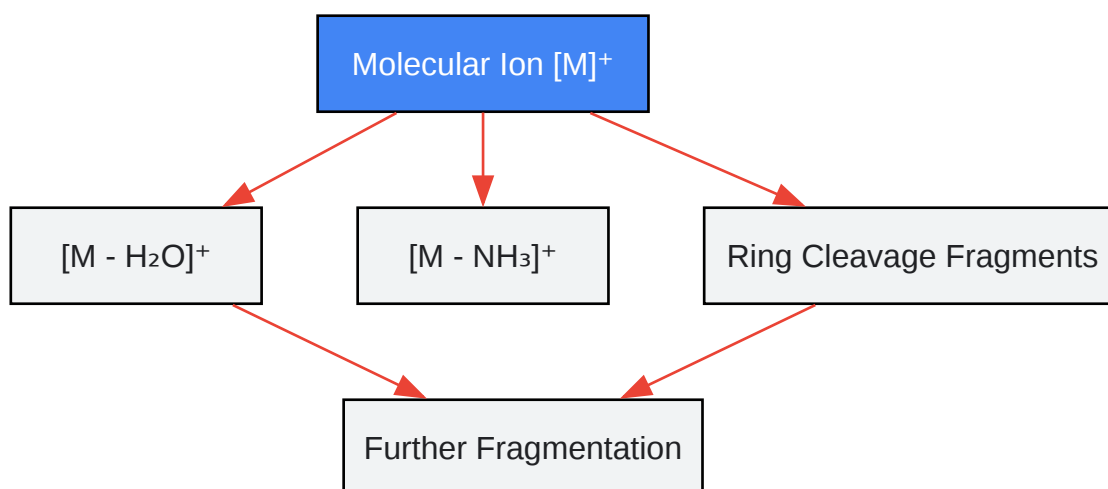 Molecular Ion [M]⁺
[M - H₂O]⁺
[M - NH₃]⁺
Ring Cleavage Fragments
Further Fragmentation